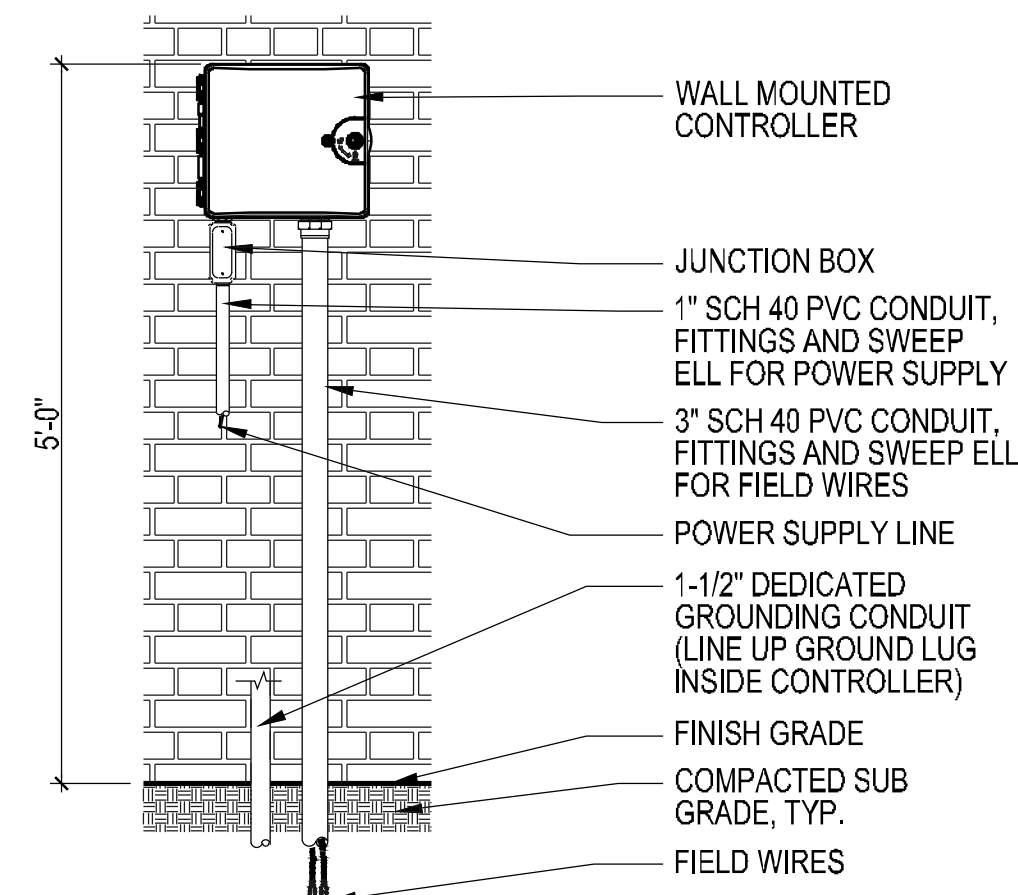 WALL MOUNTED
CONTROLLER
JUNCTION BOX
1" SCH 40 PVC CONDUIT,
FITTINGS AND SWEEP
ELL FOR POWER SUPPLY
5'-0"
3" SCH 40 PVC CONDUIT,
FITTINGS AND SWEEP ELL
FOR FIELD WIRES
POWER SUPPLY LINE
1-1/2" DEDICATED
GROUNDING CONDUIT
(LINE UP GROUND LUG
INSIDE CONTROLLER)
FINISH GRADE
COMPACTED SUB
GRADE, TYP.
FIELD WIRES